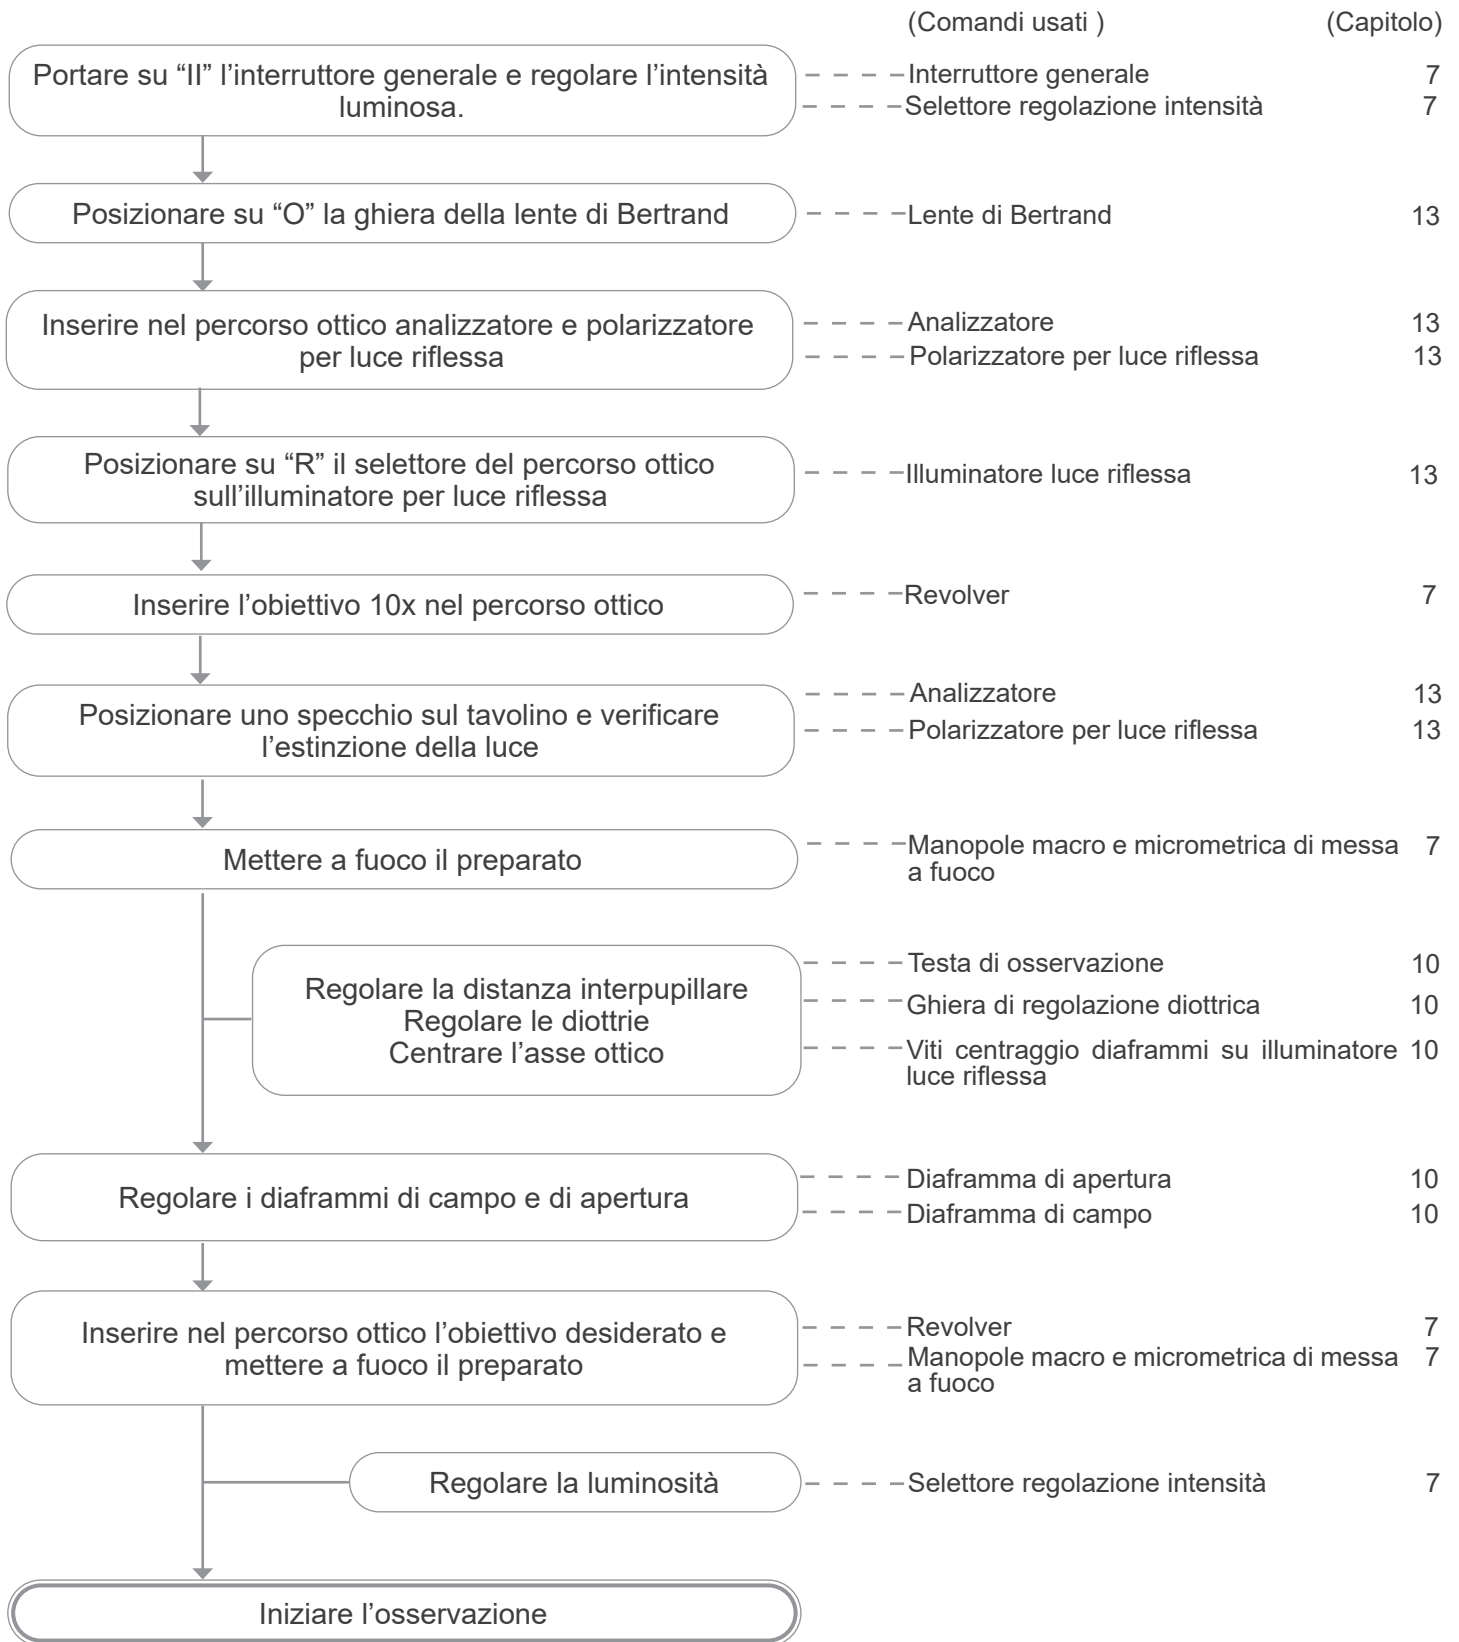 (Comandi usati ) (Capitolo)
Portare su “II” l’interruttore generale e regolare l’intensità
luminosa.
Interruttore generale 7
Selettore regolazione intensità 7
Posizionare su “O” la ghiera della lente di Bertrand
Lente di Bertrand 13
Inserire nel percorso ottico analizzatore e polarizzatore
per luce riflessa
Analizzatore 13
Polarizzatore per luce riflessa 13
Posizionare su “R” il selettore del percorso ottico
sull’illuminatore per luce riflessa
Illuminatore luce riflessa 13
Inserire l’obiettivo 10x nel percorso ottico
Revolver 7
Posizionare uno specchio sul tavolino e verificare
l’estinzione della luce
Analizzatore 13
Polarizzatore per luce riflessa 13
Mettere a fuoco il preparato
Manopole macro e micrometrica di messa 7
a fuoco
Regolare la distanza interpupillare
Regolare le diottrie
Centrare l’asse ottico
Testa di osservazione 10
Ghiera di regolazione diottrica 10
Viti centraggio diaframmi su illuminatore 10
luce riflessa
Regolare i diaframmi di campo e di apertura
Diaframma di apertura 10
Diaframma di campo 10
Inserire nel percorso ottico l’obiettivo desiderato e
mettere a fuoco il preparato
Revolver 7
Manopole macro e micrometrica di messa 7
a fuoco
Regolare la luminosità
Selettore regolazione intensità 7
Iniziare l’osservazione